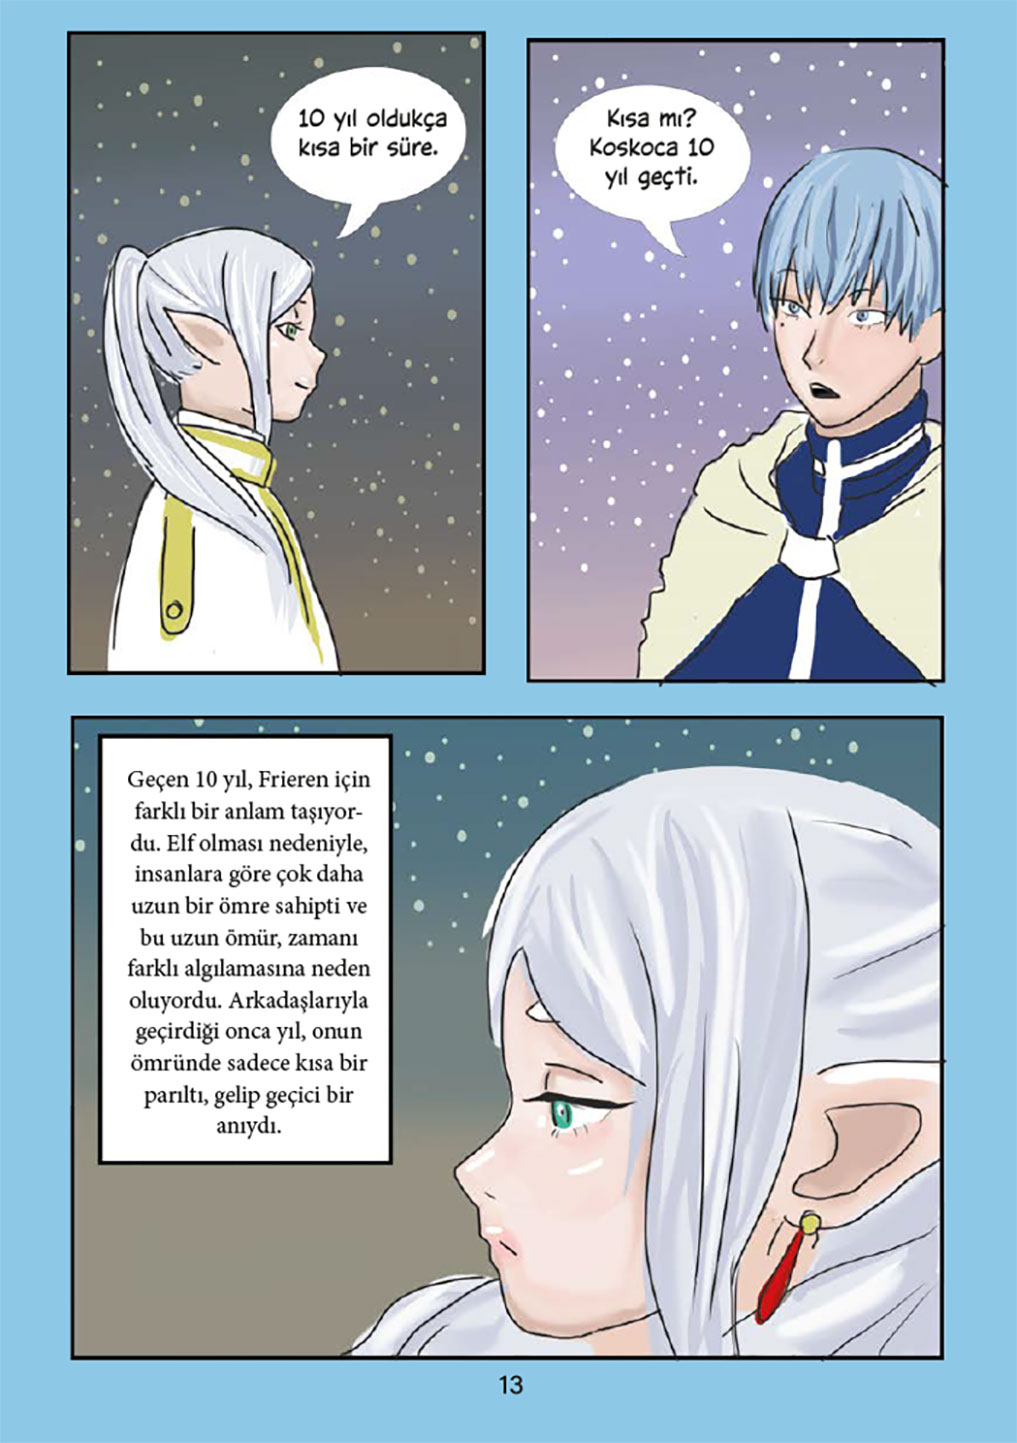 10 yıl oldukça
kısa bir süre.
Kısa mı?
Koskoca 10
yıl geçti.
Geçen 10 yıl, Frieren için
farklı bir anlam taşıyor-
du. Elf olması nedeniyle,
insanlara göre çok daha
uzun bir ömre sahipti ve
bu uzun ömür, zamanı
farklı algılamasına neden
oluyordu. Arkadaşlarıyla
geçirdiği onca yıl, onun
ömründe sadece kısa bir
parıltı, gelip geçici bir
anıydı.
13